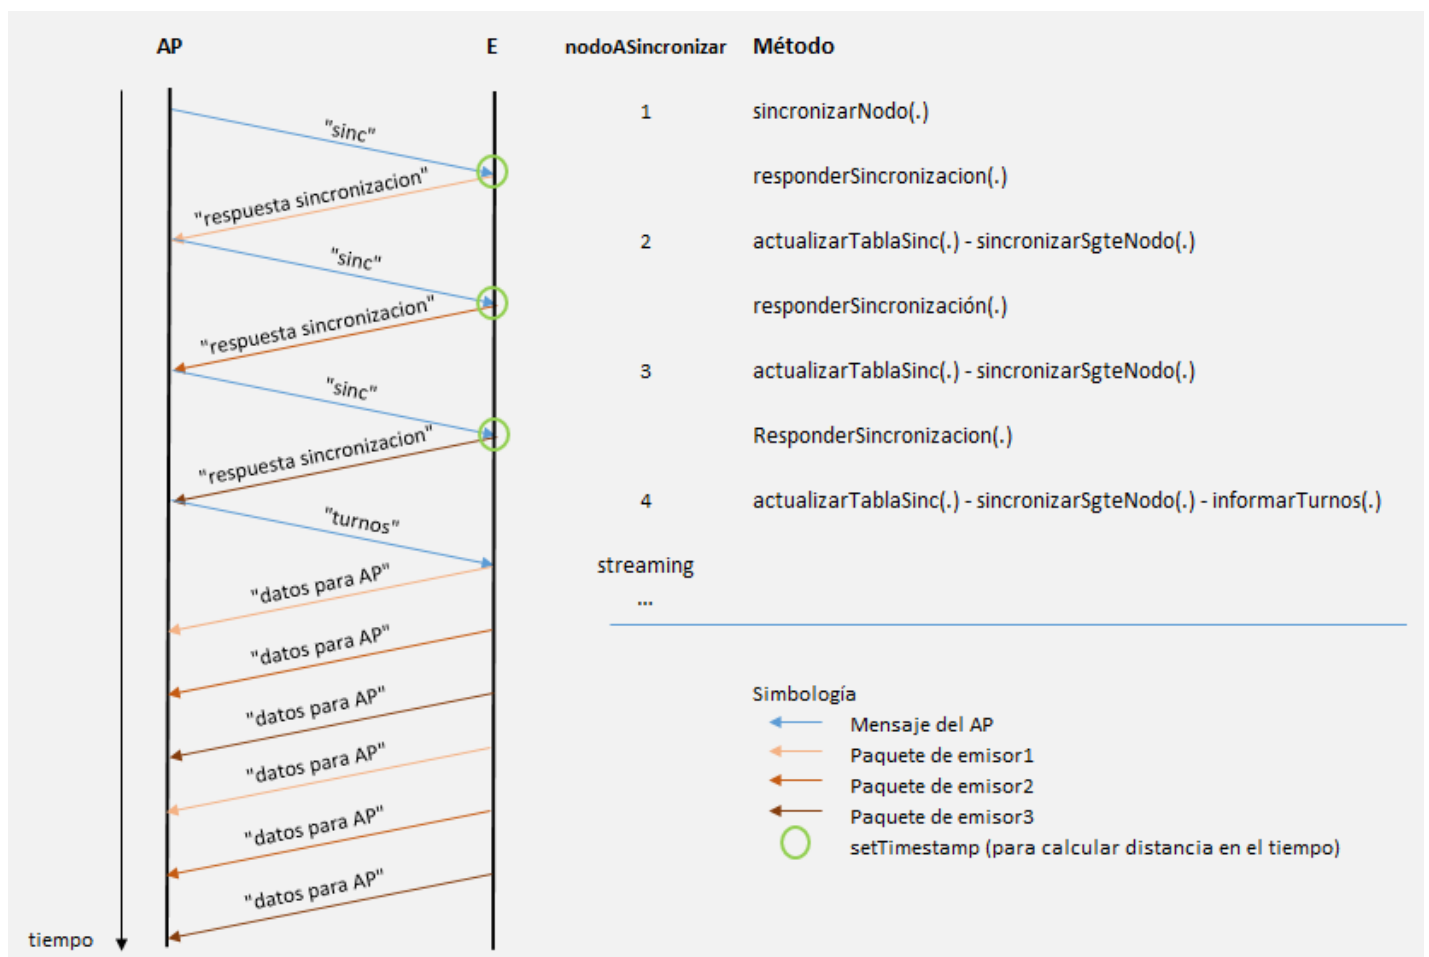 AP E nodoASincronizar Método
"sinc" 1 sincronizarNodo(.)
"respuesta sincronizacion" responderSincronizacion(.)
"sinc" 2 actualizarTablaSinc(.) - sincronizarSgteNodo(.)
"respuesta sincronizacion" responderSincronización(.)
"sinc" 3 actualizarTablaSinc(.) - sincronizarSgteNodo(.)
"respuesta sincronizacion" ResponderSincronizacion(.)
"turnos" 4 actualizarTablaSinc(.) - sincronizarSgteNodo(.) - informarTurnos(.)
"datos para AP" streaming
...
"datos para AP"
"datos para AP" Simbología
Mensaje del AP
"datos para AP" Paquete de emisor1
Paquete de emisor2
"datos para AP" Paquete de emisor3
setTimestamp (para calcular distancia en el tiempo)
"datos para AP"
tiempo